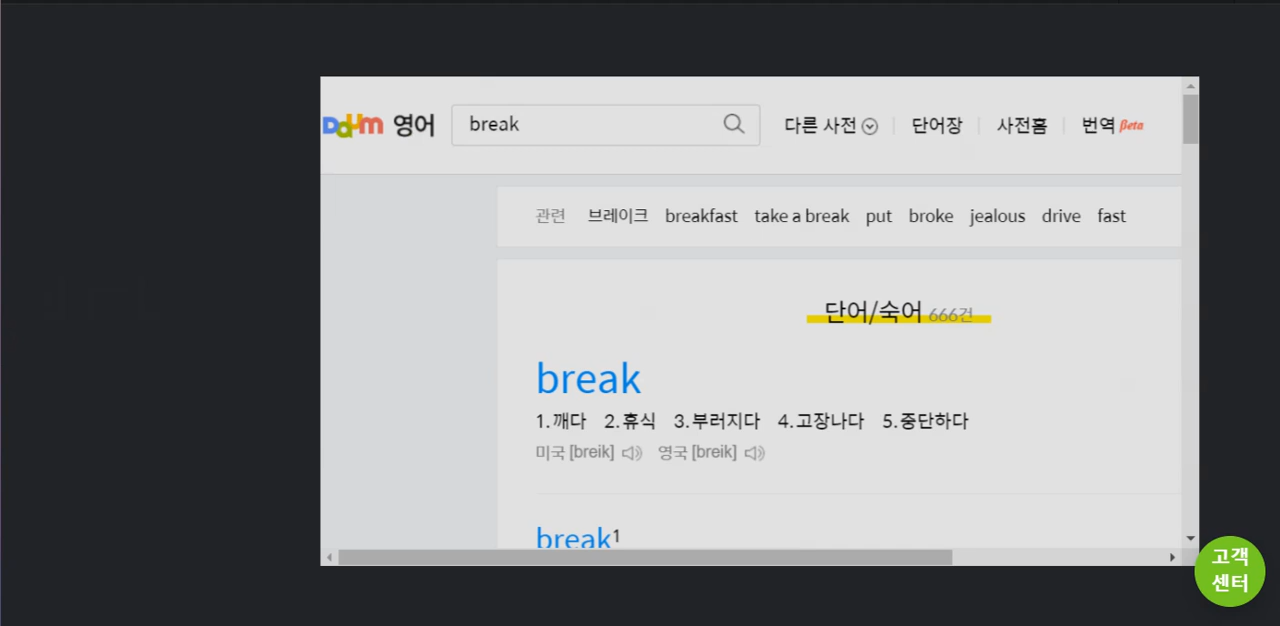 Daum 영어 break 다른 사전 단어장 사전홈 번역 Beta
관련 브레이크 breakfast take a break put broke jealous drive fast
단어/숙어 666건
break
1.깨다 2.휴식 3.부러지다 4.고장나다 5.중단하다
미국 [breik] 영국 [breik]
break1
고객
센터